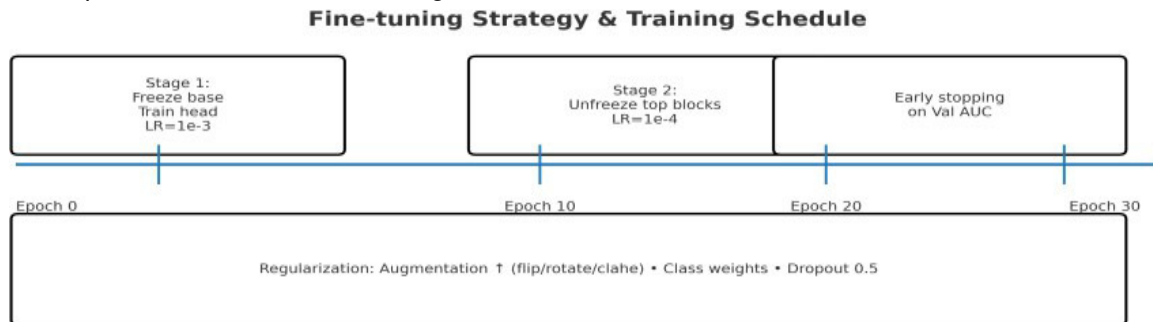 Fine-tuning Strategy & Training Schedule
Stage 1:
Freeze base
Train head
LR=1e-3
Stage 2:
Unfreeze top blocks
LR=1e-4
Early stopping
on Val AUC
Epoch 0
Epoch 10
Epoch 20
Epoch 30
Regularization: Augmentation ↑ (flip/rotate/clahe) • Class weights • Dropout 0.5